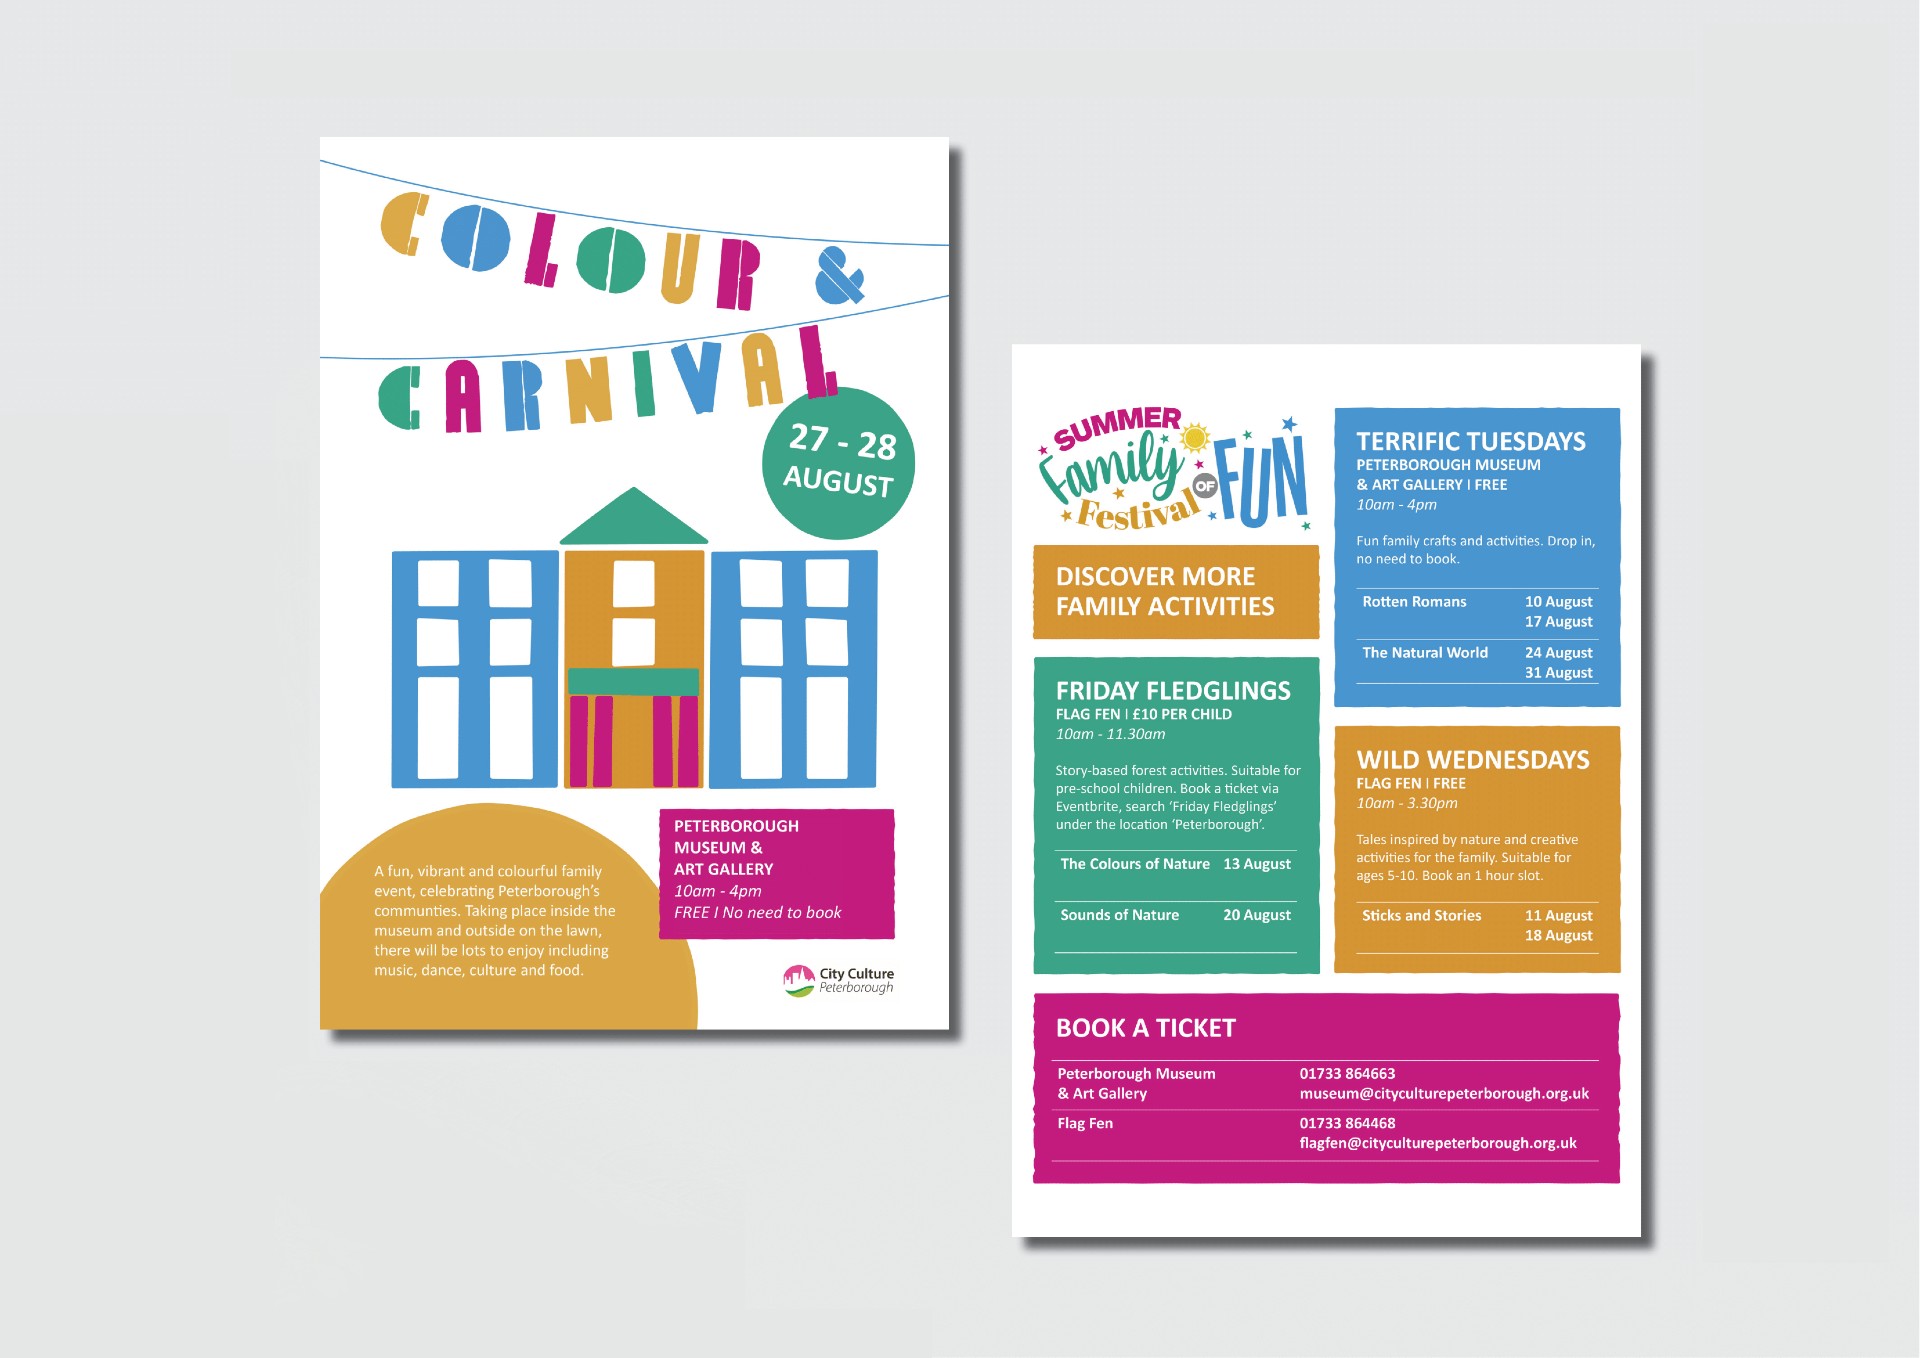 COLOUR &
CARNIVAL
27 - 28
AUGUST
A fun, vibrant and colourful family
event, celebrating Peterborough's
communties. Taking place inside the
museum and outside on the lawn,
there will be lots to enjoy including
music, dance, culture and food.
PETERBOROUGH
MUSEUM &
ART GALLERY
10am - 4pm
FREE I No need to book
City Culture
Peterborough
SUMMER
Family
Festival OF FUN
DISCOVER MORE
FAMILY ACTIVITIES
FRIDAY FLEDGLINGS
FLAG FEN I £10 PER CHILD
10am - 11.30am
Story-based forest activities. Suitable for
pre-school children. Book a ticket via
Eventbrite, search 'Friday Fledglings'
under the location 'Peterborough'.
The Colours of Nature 13 August
Sounds of Nature 20 August
TERRIFIC TUESDAYS
PETERBOROUGH MUSEUM
& ART GALLERY I FREE
10am - 4pm
Fun family crafts and activities. Drop in,
no need to book.
Rotten Romans 10 August
17 August
The Natural World 24 August
31 August
WILD WEDNESDAYS
FLAG FEN I FREE
10am - 3.30pm
Tales inspired by nature and creative
activities for the family. Suitable for
ages 5-10. Book an 1 hour slot.
Sticks and Stories 11 August
18 August
BOOK A TICKET
Peterborough Museum 01733 864663
& Art Gallery museum@cityculturepeterborough.org.uk
Flag Fen 01733 864468
flagfen@cityculturepeterborough.org.uk